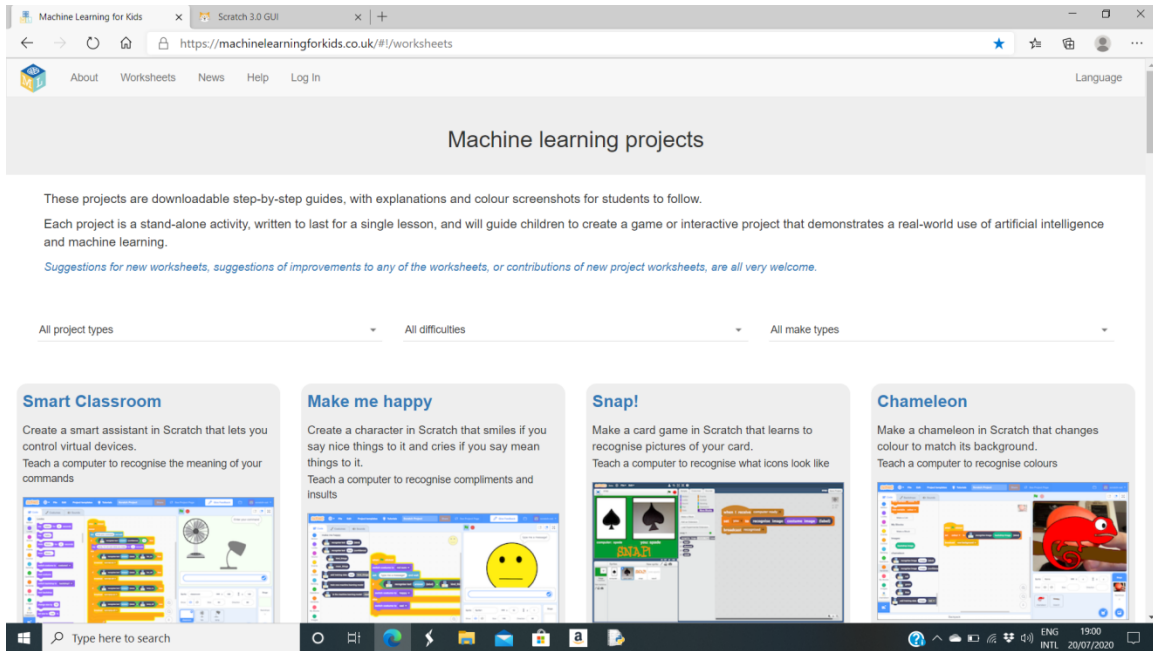 Machine Learning for Kids
Scratch 3.0 GUI
https://machinelearningforkids.co.uk/#!/worksheets
About Worksheets News Help Log In Language
Machine learning projects
These projects are downloadable step-by-step guides, with explanations and colour screenshots for students to follow.
Each project is a stand-alone activity, written to last for a single lesson, and will guide children to create a game or interactive project that demonstrates a real-world use of artificial intelligence
and machine learning.
Suggestions for new worksheets, suggestions of improvements to any of the worksheets, or contributions of new project worksheets, are all very welcome.
All project types All difficulties All make types
Smart Classroom
Create a smart assistant in Scratch that lets you
control virtual devices.
Teach a computer to recognise the meaning of your
commands
Make me happy
Create a character in Scratch that smiles if you
say nice things to it and cries if you say mean
things to it.
Teach a computer to recognise compliments and
insults
Snap!
Make a card game in Scratch that learns to
recognise pictures of your card.
Teach a computer to recognise what icons look like
SNAP!
Chameleon
Make a chameleon in Scratch that changes
colour to match its background.
Teach a computer to recognise colours
Type here to search
a
ENG
INTL
19:00
20/07/2020